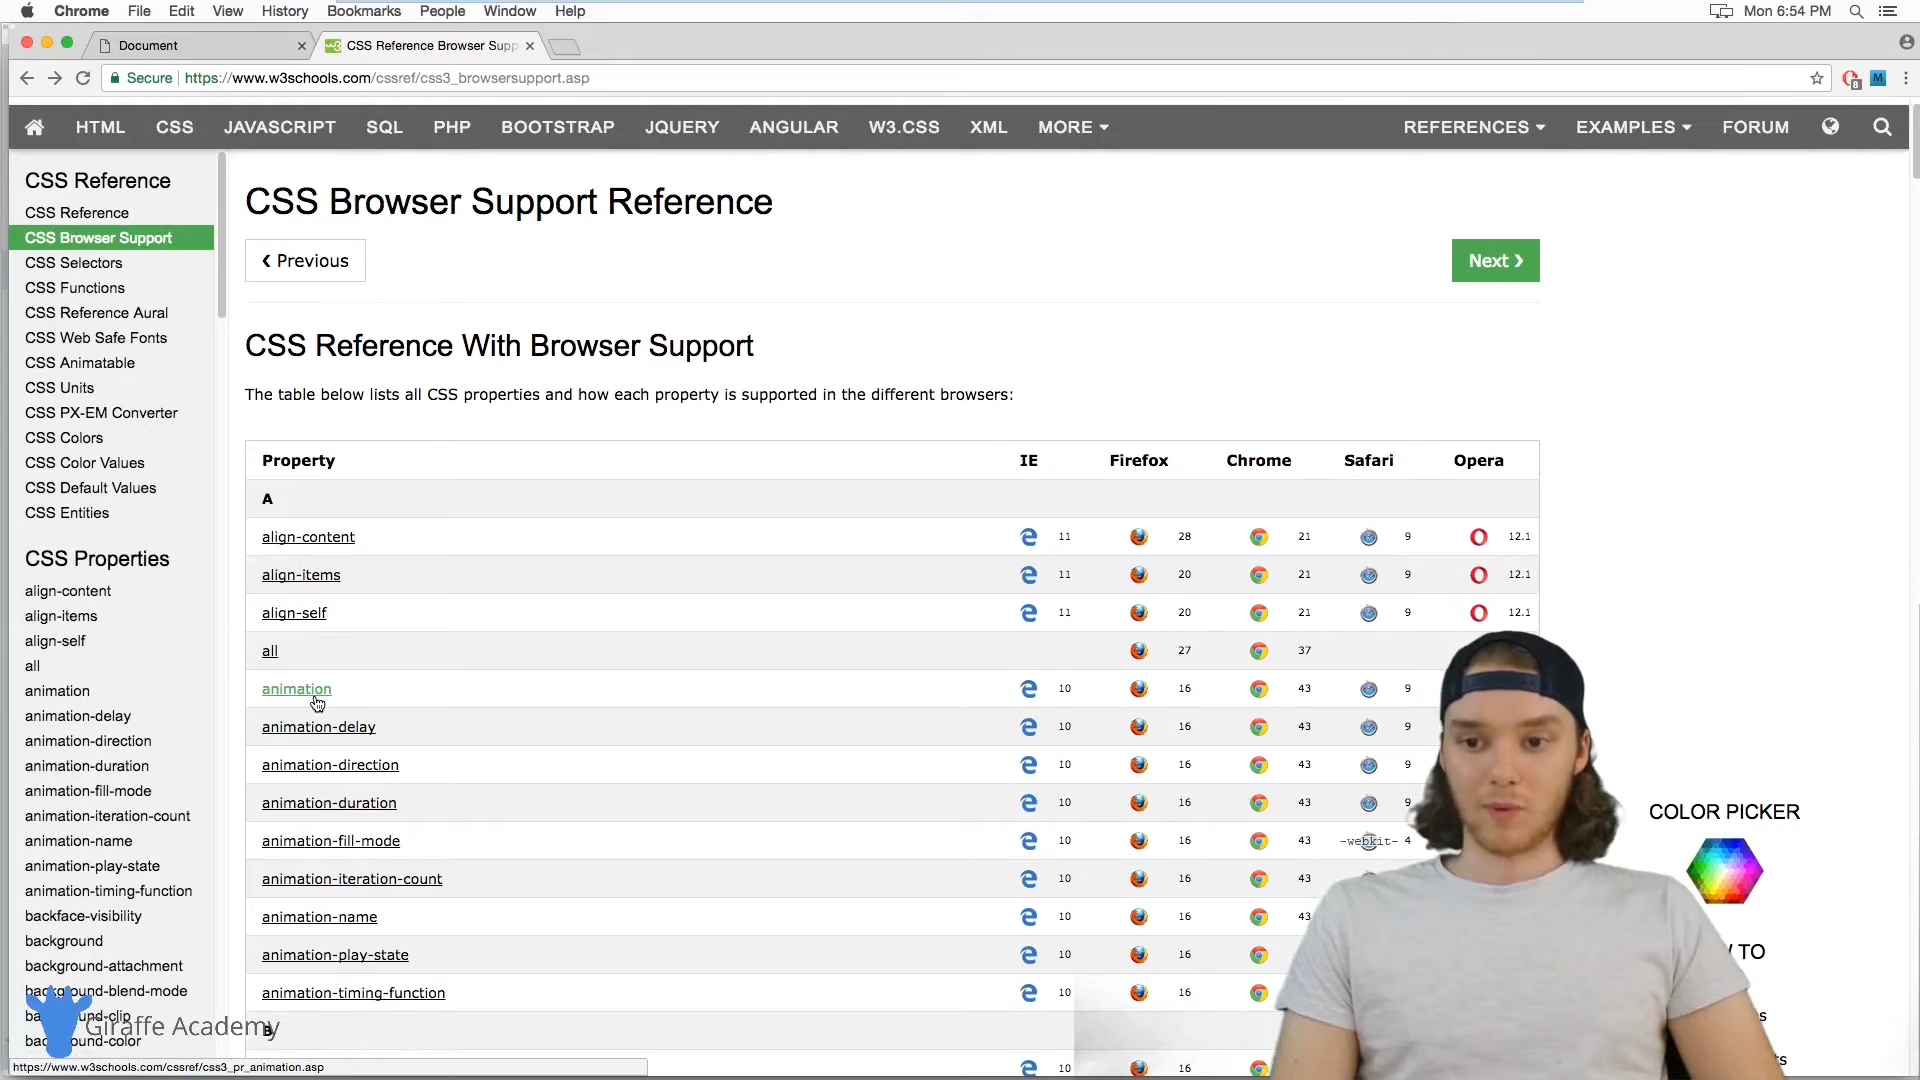 Chrome File Edit View History Bookmarks People Window Help Mon 6:54 PM
Document CSS Reference Browser Supp
Secure https://www.w3schools.com/cssref/css3_browsersupport.asp
HTML CSS JAVASCRIPT SQL PHP BOOTSTRAP JQUERY ANGULAR W3.CSS XML MORE REFERENCES EXAMPLES FORUM
CSS Reference
CSS Reference
CSS Browser Support
CSS Selectors
CSS Functions
CSS Reference Aural
CSS Web Safe Fonts
CSS Animatable
CSS Units
CSS PX-EM Converter
CSS Colors
CSS Color Values
CSS Default Values
CSS Entities
CSS Properties
align-content
align-items
align-self
all
animation
animation-delay
animation-direction
animation-duration
animation-fill-mode
animation-iteration-count
animation-name
animation-play-state
animation-timing-function
backface-visibility
background
background-attachment
background-blend-mode
background-color
Giraffe Academy
https://www.w3schools.com/cssref/css3_pr_animation.asp
CSS Browser Support Reference
❮ Previous Next ❯
CSS Reference With Browser Support
The table below lists all CSS properties and how each property is supported in the different browsers:
Property IE Firefox Chrome Safari Opera
A
align-content 11 28 21 9 12.1
align-items 11 20 21 9 12.1
align-self 11 20 21 9 12.1
all 27 37
animation 10 16 43 9
animation-delay 10 16 43 9
animation-direction 10 16 43 9
animation-duration 10 16 43 9
animation-fill-mode 10 16 43 -webkit- 4
animation-iteration-count 10 16 43
animation-name 10 16 43
animation-play-state 10 16
animation-timing-function 10 16
B
10 16
COLOR PICKER
TO